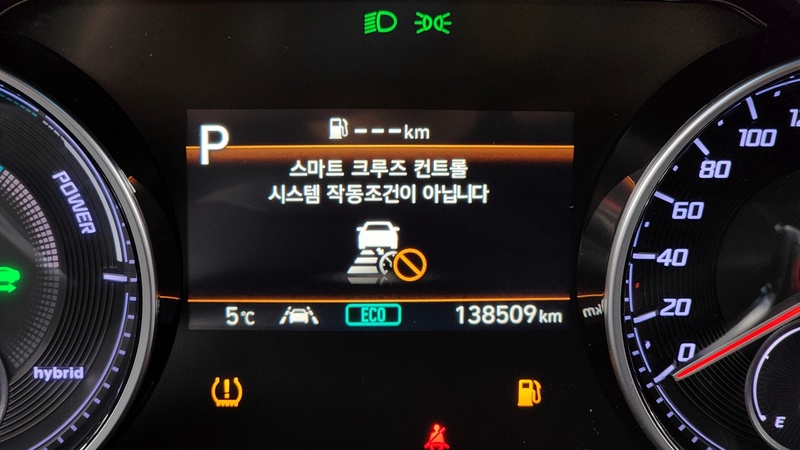 P
---km
스마트 크루즈 컨트롤
시스템 작동조건이 아닙니다
5℃ ECO 138509km
POWER
hybrid
100
80
60
40
20
0
E